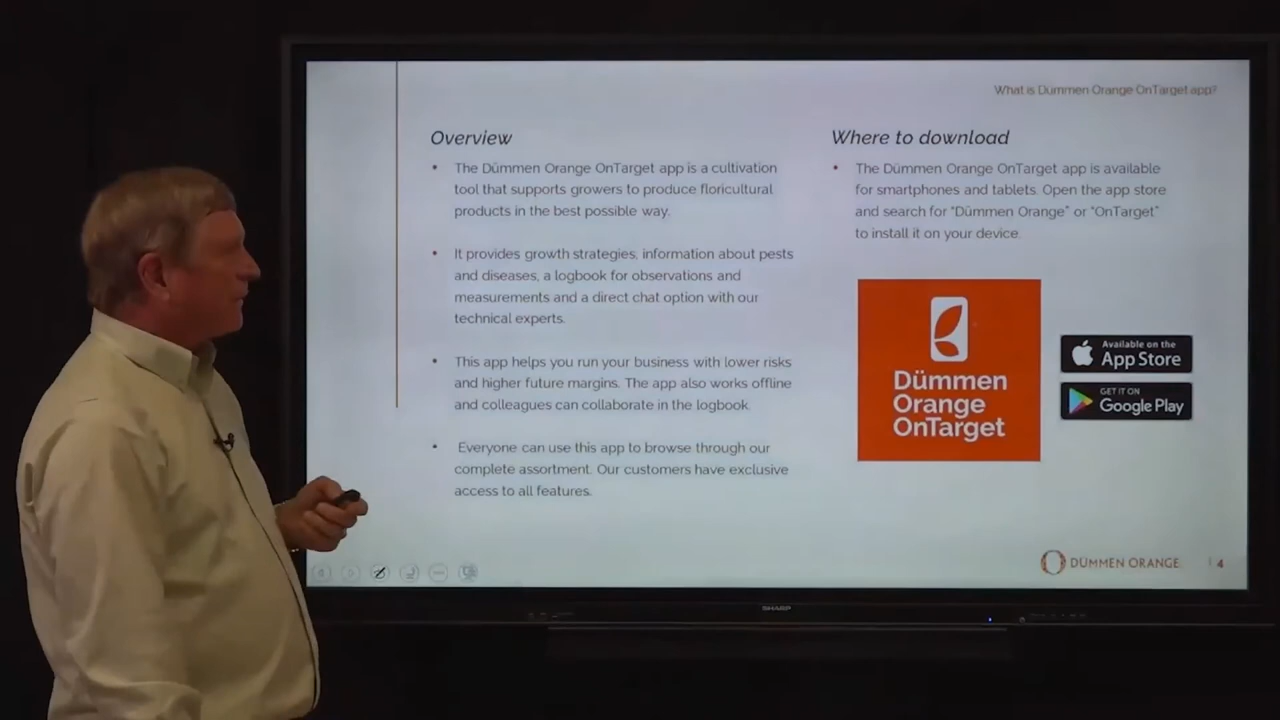 What is Dümmen Orange OnTarget app?
Overview
• The Dümmen Orange OnTarget app is a cultivation
tool that supports growers to produce floricultural
products in the best possible way.
• It provides growth strategies, information about pests
and diseases, a logbook for observations and
measurements and a direct chat option with our
technical experts.
• This app helps you run your business with lower risks
and higher future margins. The app also works offline
and colleagues can collaborate in the logbook.
• Everyone can use this app to browse through our
complete assortment. Our customers have exclusive
access to all features.
Where to download
• The Dümmen Orange OnTarget app is available
for smartphones and tablets. Open the app store
and search for “Dümmen Orange” or “OnTarget”
to install it on your device.
Dümmen
Orange
OnTarget
Available on the
App Store
GET IT ON
Google Play
DÜMMEN ORANGE
4
SHARP